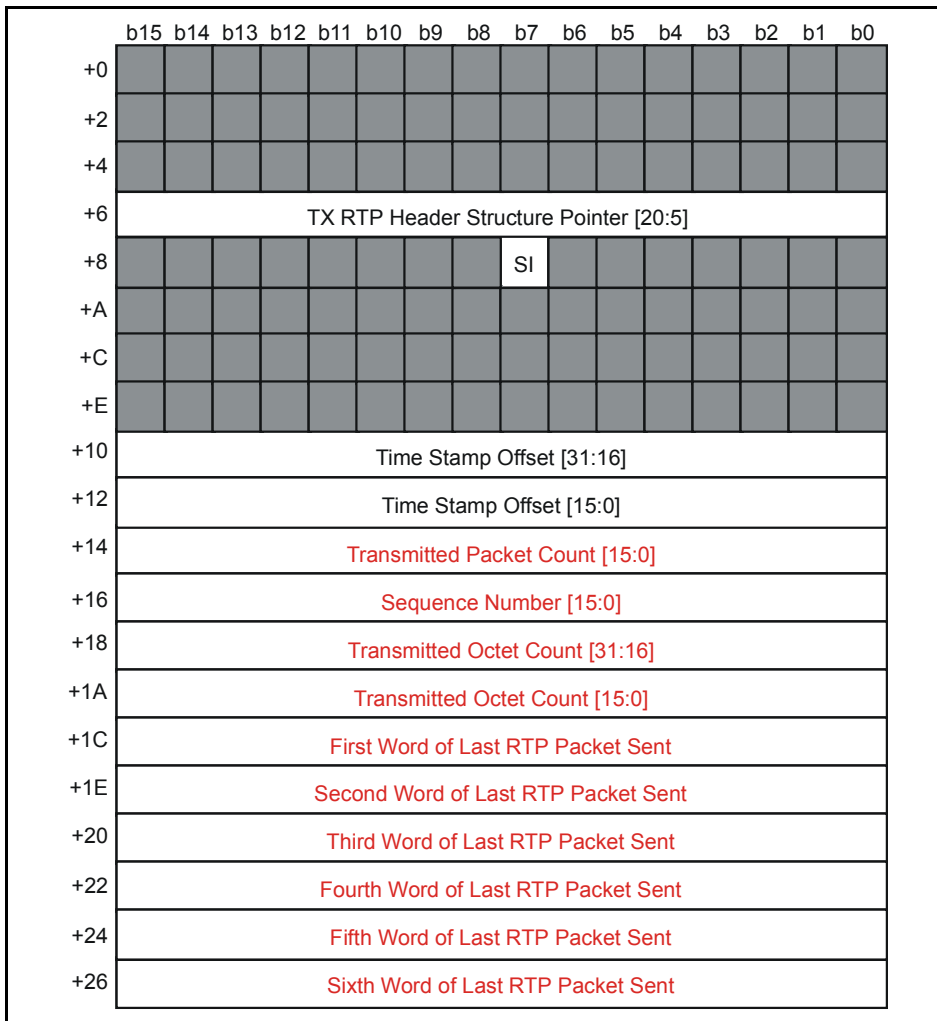 b15 b14 b13 b12 b11 b10 b9 b8 b7 b6 b5 b4 b3 b2 b1 b0
+0
+2
+4
+6 TX RTP Header Structure Pointer [20:5]
+8 SI
+A
+C
+E
+10 Time Stamp Offset [31:16]
+12 Time Stamp Offset [15:0]
+14 Transmitted Packet Count [15:0]
+16 Sequence Number [15:0]
+18 Transmitted Octet Count [31:16]
+1A Transmitted Octet Count [15:0]
+1C First Word of Last RTP Packet Sent
+1E Second Word of Last RTP Packet Sent
+20 Third Word of Last RTP Packet Sent
+22 Fourth Word of Last RTP Packet Sent
+24 Fifth Word of Last RTP Packet Sent
+26 Sixth Word of Last RTP Packet Sent